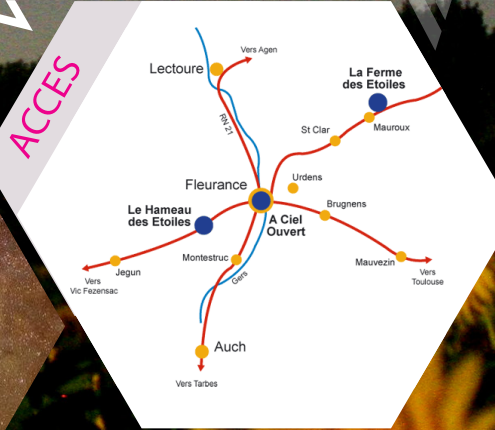 ACCES
Vers Agen
Lectoure
La Ferme
des Etoiles
RN 21
St Clar
Mauroux
Fleurance
Urdens
Le Hameau
des Etoiles
A Ciel
Ouvert
Brugnens
Montestruc
Gers
Mauvezin
Jegun
Vers
Vic Fezensac
Vers
Toulouse
Auch
Vers Tarbes